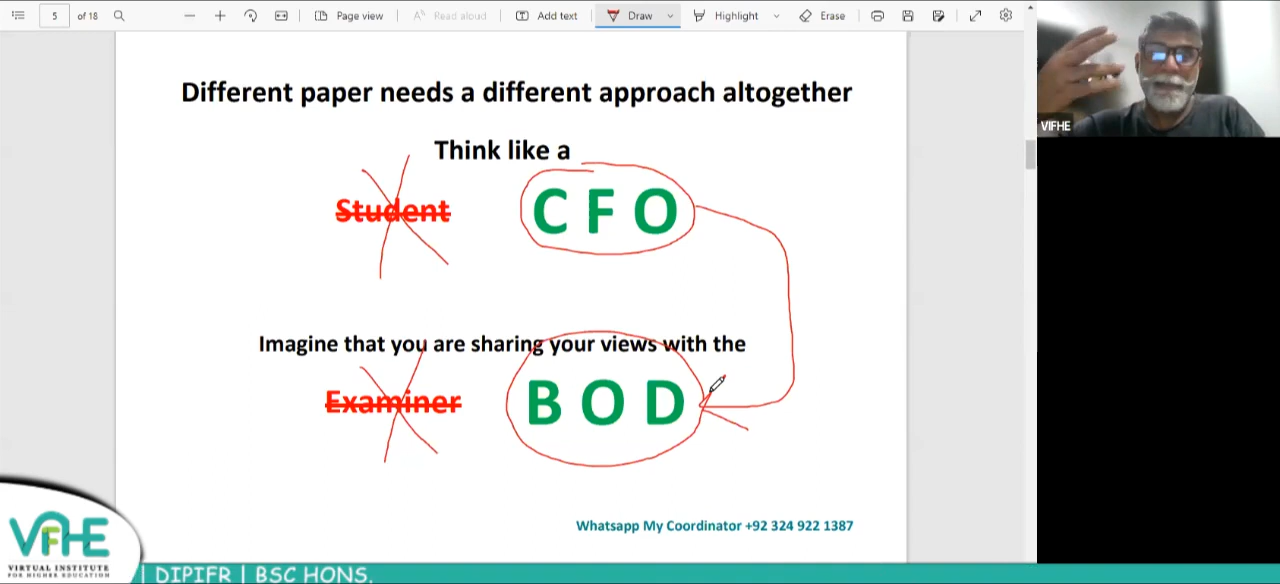 5 of 18
Page view
Read aloud
Add text
Draw
Highlight
Erase
Different paper needs a different approach altogether
Think like a
Student
C F O
Imagine that you are sharing your views with the
Examiner
B O D
Whatsapp My Coordinator +92 324 922 1387
VIFHE
VIFHE
VIRTUAL INSTITUTE
FOR HIGHER EDUCATION
| DIPIFR | BSC HONS.